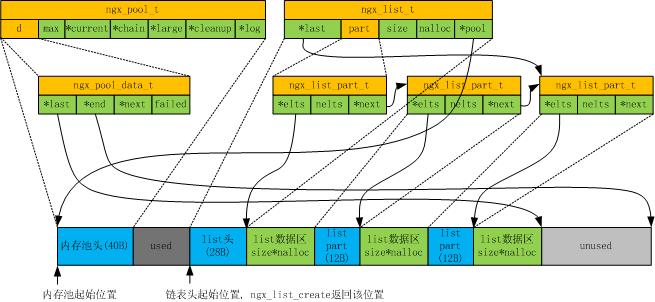 ngx_pool_t
d max *current *chain *large *cleanup *log
ngx_list_t
*last part size nalloc *pool
ngx_pool_data_t
*last *end *next failed
ngx_list_part_t
*elts nelts *next
ngx_list_part_t
*elts nelts *next
ngx_list_part_t
*elts nelts *next
内存池头(40B)
used
list头
(28B)
list数据区
size*nalloc
list
part
(12B)
list数据区
size*nalloc
list
part
(12B)
list数据区
size*nalloc
unused
内存池起始位置
链表头起始位置, ngx_list_create返回该位置